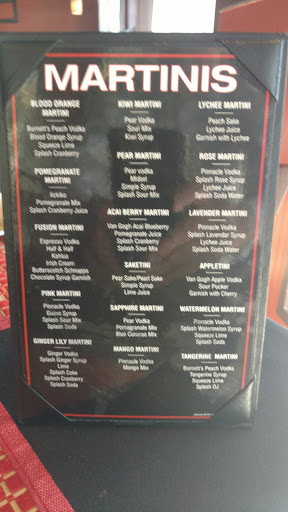 MARTINIS
BLOOD ORANGE
MARTINI
Burnett's Peach Vodka
Blood Orange Syrup
Squeeze Lime
Splash Cranberry
POMEGRANATE
MARTINI
Ichiko
Pomegranate Mix
Splash Cranberry Juice
FUSION MARTINI
Espresso Vodka
Half & Half
Kahlua
Irish Cream
Butterscotch Schnapps
Chocolate Syrup Garnish
PINK MARTINI
Pinnacle Vodka
Guava Syrup
Splash Sour Mix
Splash Soda
GINGER LILY MARTINI
Ginger Vodka
Splash Ginger Syrup
Lime
Splash Coke
Splash Cranberry
Splash Soda
KIWI MARTINI
Pear Vodka
Sour Mix
Kiwi Syrup
PEAR MARTINI
Pear vodka
Midori
Simple Syrup
Splash Sour Mix
ACAI BERRY MARTINI
Van Gogh Acai Blueberry
Pomegranate Juice
Splash Cranberry
Splash Sour Mix
SAKETINI
Pear Sake/Pearl Sake
Simple Syrup
Lime Juice
SAPPHIRE MARTINI
Pear Vodka
Pomegranate Mix
Blue Curacao Mix
MANGO MARTINI
Pinnacle Vodka
Mango Mix
LYCHEE MARTINI
Peach Sake
Lychee Juice
Garnish with Lychee
ROSE MARTINI
Pinnacle Vodka
Splash Rose Syrup
Lychee Juice
Splash Soda Water
LAVENDER MARTINI
Pinnacle Vodka
Splash Lavender Syrup
Lychee Juice
Splash Soda Water
APPLETINI
Van Gogh Apple Vodka
Sour Pucker
Garnish with Cherry
WATERMELON MARTINI
Pinnacle Vodka
Splash Watermelon Syrup
Squeeze Lime
Splash Soda
TANGERINE MARTINI
Burnett's Peach Vodka
Tangerine Syrup
Squeeze Lime
Splash OJ